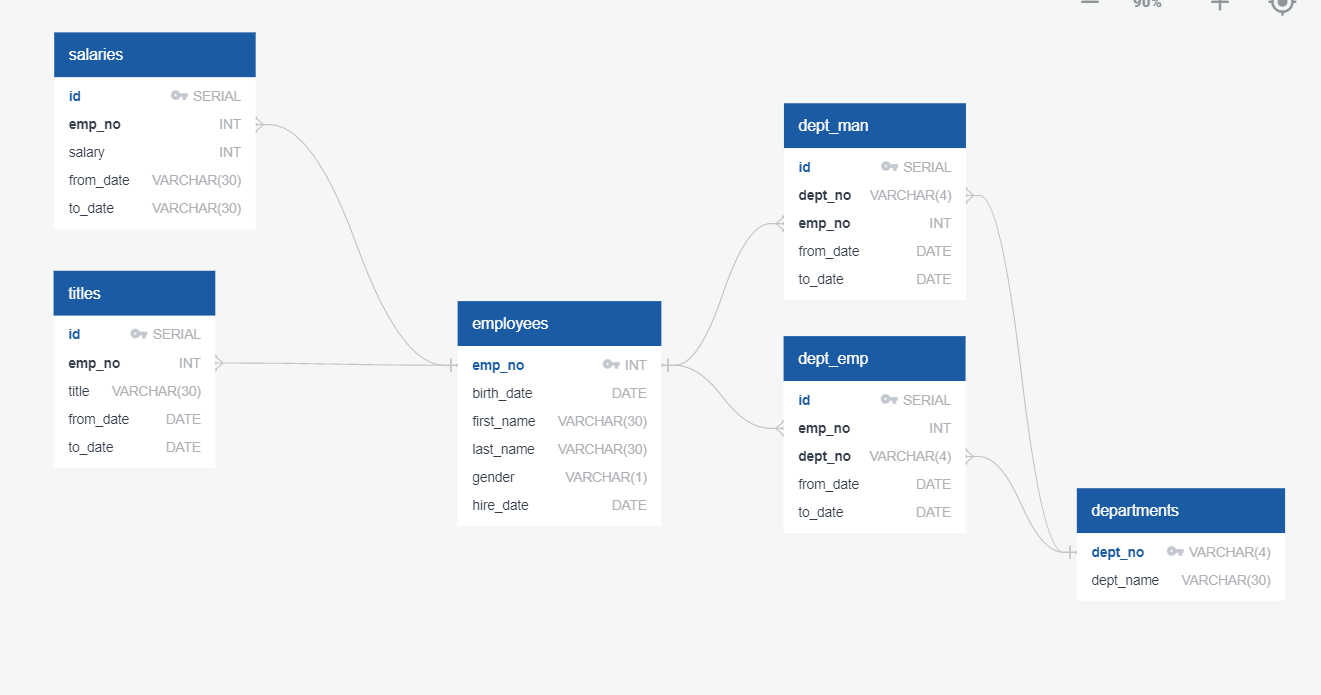 90%
salaries
id SERIAL
emp_no INT
salary INT
from_date VARCHAR(30)
to_date VARCHAR(30)
titles
id SERIAL
emp_no INT
title VARCHAR(30)
from_date DATE
to_date DATE
employees
emp_no INT
birth_date DATE
first_name VARCHAR(30)
last_name VARCHAR(30)
gender VARCHAR(1)
hire_date DATE
dept_man
id SERIAL
dept_no VARCHAR(4)
emp_no INT
from_date DATE
to_date DATE
dept_emp
id SERIAL
emp_no INT
dept_no VARCHAR(4)
from_date DATE
to_date DATE
departments
dept_no VARCHAR(4)
dept_name VARCHAR(30)